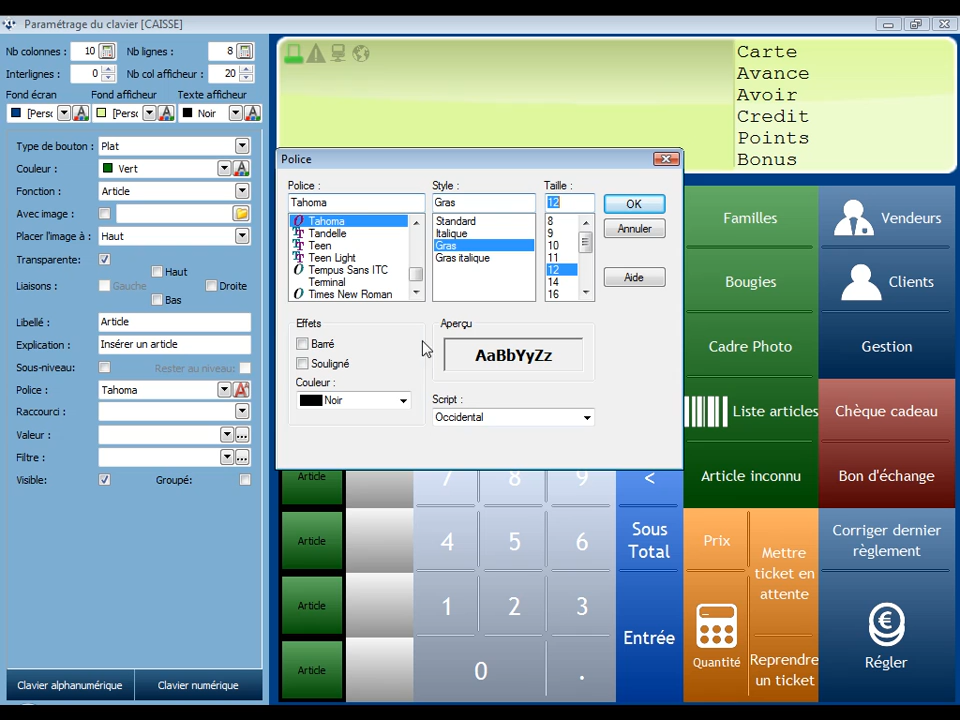 Paramétrage du clavier [CAISSE]
Nb colonnes : 10 Nb lignes : 8
Interlignes : 0 Nb col afficheur : 20
Fond écran Fond afficheur Texte afficheur
[Persc [Persc Noir
Type de bouton : Plat
Couleur : Vert
Fonction : Article
Avec image :
Placer l'image à : Haut
Transparente :
Haut
Liaisons : Gauche Droite
Bas
Libellé : Article
Explication : Insérer un article
Sous-niveau: Rester au niveau:
Police : Tahoma
Raccourci :
Valeur :
Filtre :
Visible: Groupé:
Clavier alphanumérique Clavier numérique
Carte
Avance
Avoir
Credit
Points
Bonus
Police
Police : Style : Taille :
Tahoma Gras 12 OK
Tahoma Standard 8
Tandelle Italique 9 Annuler
Teen Gras 10
Teen Light Gras italique 11
Tempus Sans ITC 12 Aide
Terminal 14
Times New Roman 16
Effets Aperçu
Barré
AaBbYyZz
Souligné
Couleur : Script :
Noir Occidental
Familles Vendeurs
Bougies Clients
Cadre Photo Gestion
Liste articles Chèque cadeau
Article inconnu Bon d'échange
Article 7 8 9 <
Article 4 5 6 Sous
Total
Prix Mettre
ticket en
attente
Corriger dernier
règlement
Article 1 2 3
Entrée
Article 0 .
Quantité Reprendre
un ticket
Régler